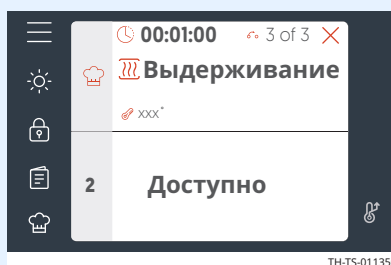 00:01:00 3 of 3
Выдерживание
xxx°
2 Доступно
TH-TS-01135